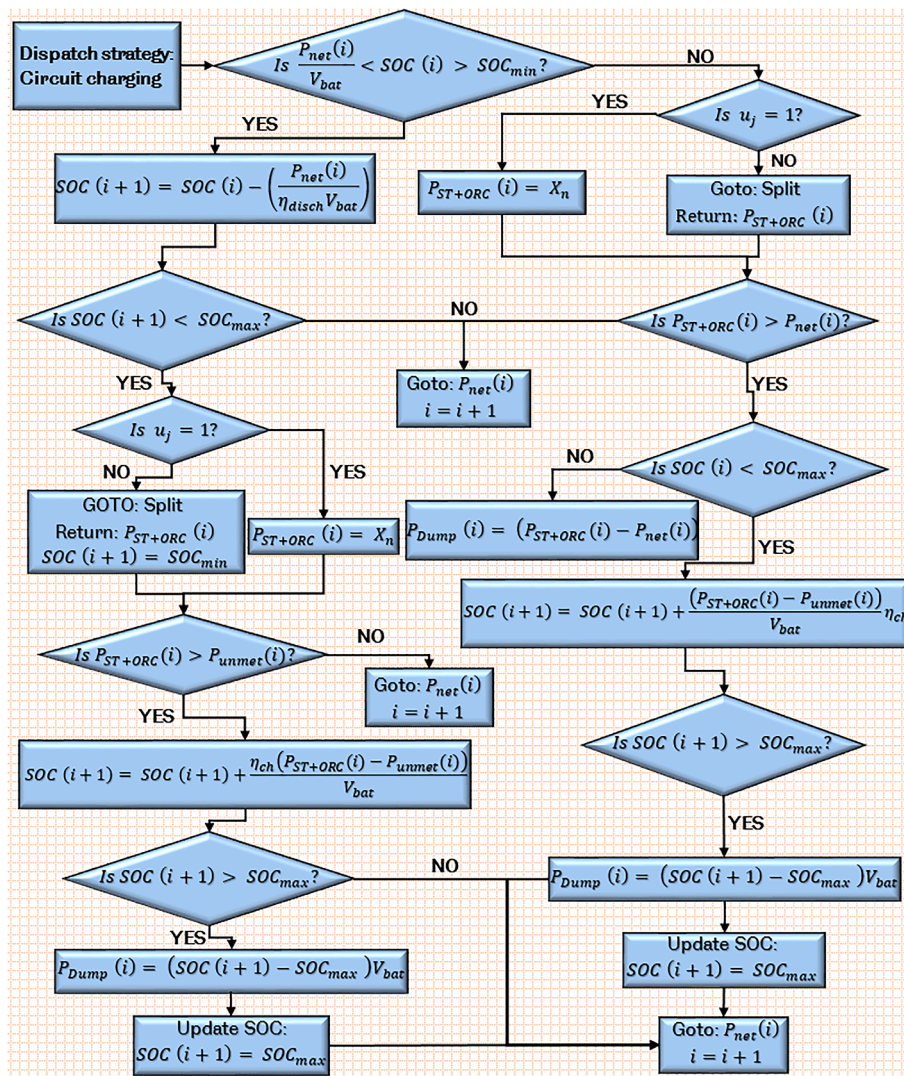 Dispatch strategy:
Circuit charging
Is P_net(i)/V_bat < SOC (i) > SOC_min?
NO
YES
Is u_j = 1?
YES
NO
SOC (i + 1) = SOC (i) − (P_net(i)/η_disch V_bat)
P_ST+ORC (i) = X_n
Goto: Split
Return: P_ST+ORC (i)
Is SOC (i + 1) < SOC_max?
NO
Is P_ST+ORC(i) > P_net(i)?
YES
Goto: P_net(i)
i = i + 1
YES
Is u_j = 1?
NO
YES
Is SOC (i) < SOC_max?
NO
GOTO: Split
Return: P_ST+ORC (i)
SOC (i + 1) = SOC_min
P_ST+ORC (i) = X_n
P_Dump (i) = (P_ST+ORC(i) − P_net(i))
YES
SOC (i + 1) = SOC (i + 1) + (P_ST+ORC(i) − P_unmet(i))/V_bat η_ch
Is P_ST+ORC(i) > P_unmet(i)?
NO
Goto: P_net(i)
i = i + 1
YES
Is SOC (i + 1) > SOC_max?
SOC (i + 1) = SOC (i + 1) + η_ch(P_ST+ORC(i) − P_unmet(i))/V_bat
YES
Is SOC (i + 1) > SOC_max?
NO
P_Dump (i) = (SOC (i + 1) − SOC_max )V_bat
YES
P_Dump (i) = (SOC (i + 1) − SOC_max )V_bat
Update SOC:
SOC (i + 1) = SOC_max
Update SOC:
SOC (i + 1) = SOC_max
Goto: P_net(i)
i = i + 1